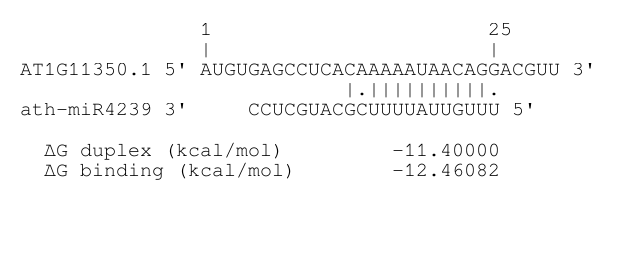 1 25
| |
AT1G11350.1 5' AUGUGAGCCUCACAAAAAUAACAGGACGUU 3'
|.||||||||||.
ath-miR4239 3' CCUCGUACGCUUUUAUUGUUU 5'
ΔG duplex (kcal/mol) -11.40000
ΔG binding (kcal/mol) -12.46082